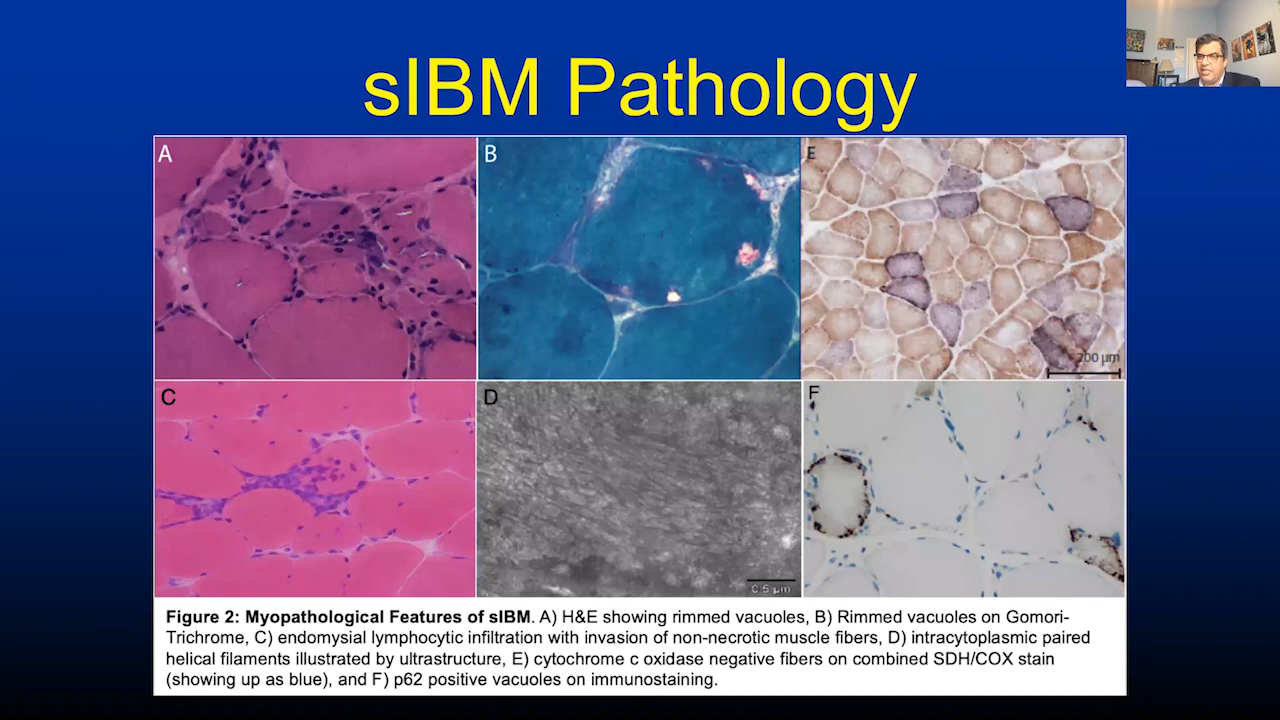 sIBM Pathology
A
B
E
200 µm
C
D
F
0.5 µm
Figure 2: Myopathological Features of sIBM. A) H&E showing rimmed vacuoles, B) Rimmed vacuoles on Gomori-
Trichrome, C) endomysial lymphocytic infiltration with invasion of non-necrotic muscle fibers, D) intracytoplasmic paired
helical filaments illustrated by ultrastructure, E) cytochrome c oxidase negative fibers on combined SDH/COX stain
(showing up as blue), and F) p62 positive vacuoles on immunostaining.